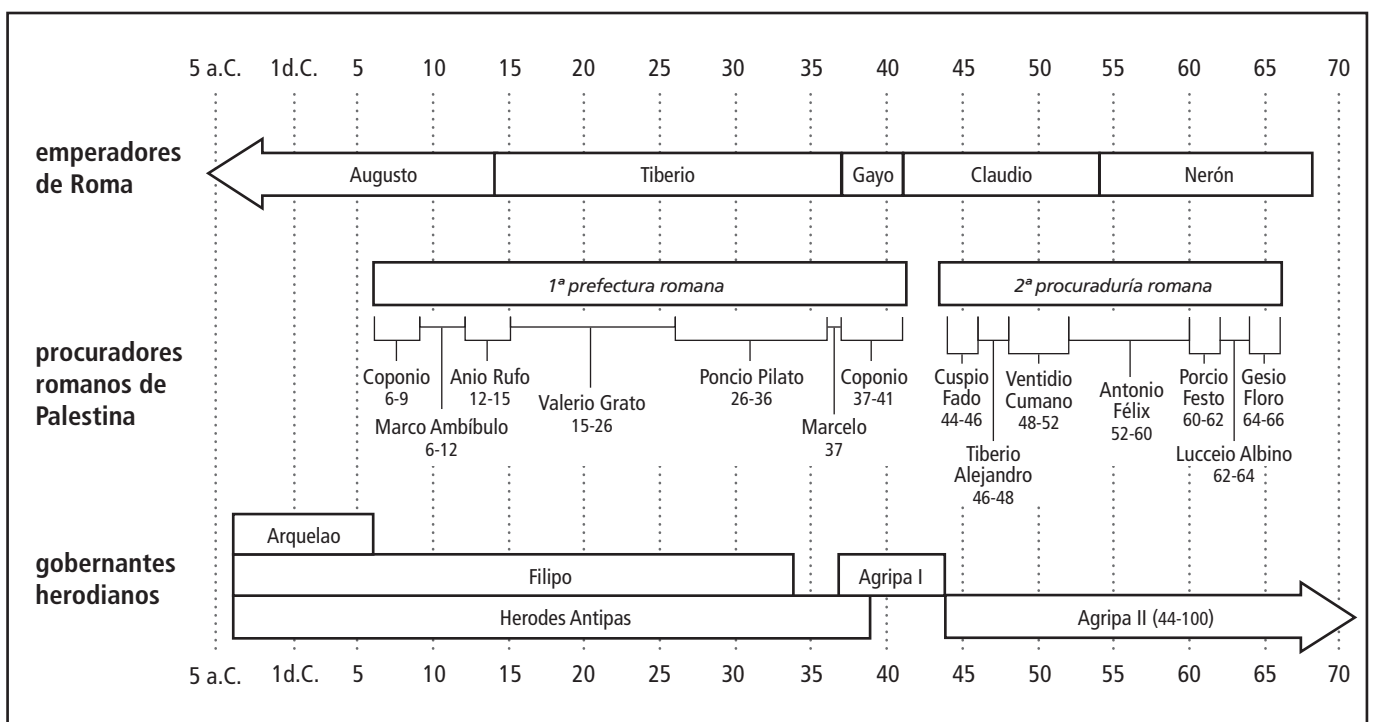 5 a.C. 1d.C. 5 10 15 20 25 30 35 40 45 50 55 60 65 70
emperadores
de Roma
Augusto Tiberio Gayo Claudio Nerón
1ª prefectura romana 2ª procuraduría romana
procuradores
romanos de
Palestina
Coponio
6-9
Marco Ambíbulo
6-12
Anio Rufo
12-15
Valerio Grato
15-26
Poncio Pilato
26-36
Marcelo
37
Coponio
37-41
Cuspio
Fado
44-46
Tiberio
Alejandro
46-48
Ventidio
Cumano
48-52
Antonio
Félix
52-60
Porcio
Festo
60-62
Lucceio Albino
62-64
Gesio
Floro
64-66
gobernantes
herodianos
Arquelao
Filipo Agripa I
Herodes Antipas Agripa II (44-100)
5 a.C. 1d.C. 5 10 15 20 25 30 35 40 45 50 55 60 65 70